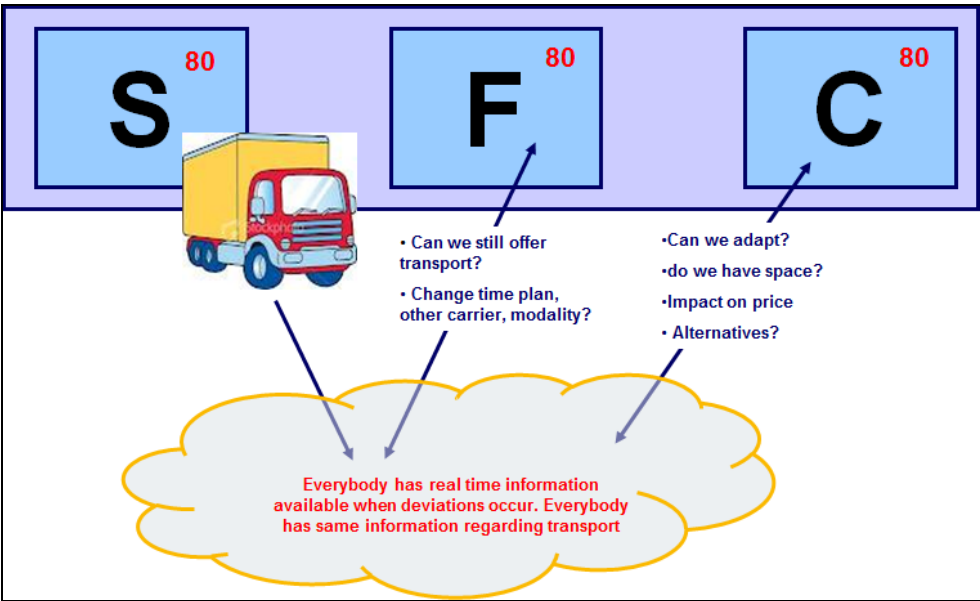 80
S
80
F
80
C
iStockphoto
• Can we still offer
transport?
• Change time plan,
other carrier, modality?
•Can we adapt?
•do we have space?
•Impact on price
• Alternatives?
Everybody has real time information
available when deviations occur. Everybody
has same information regarding transport